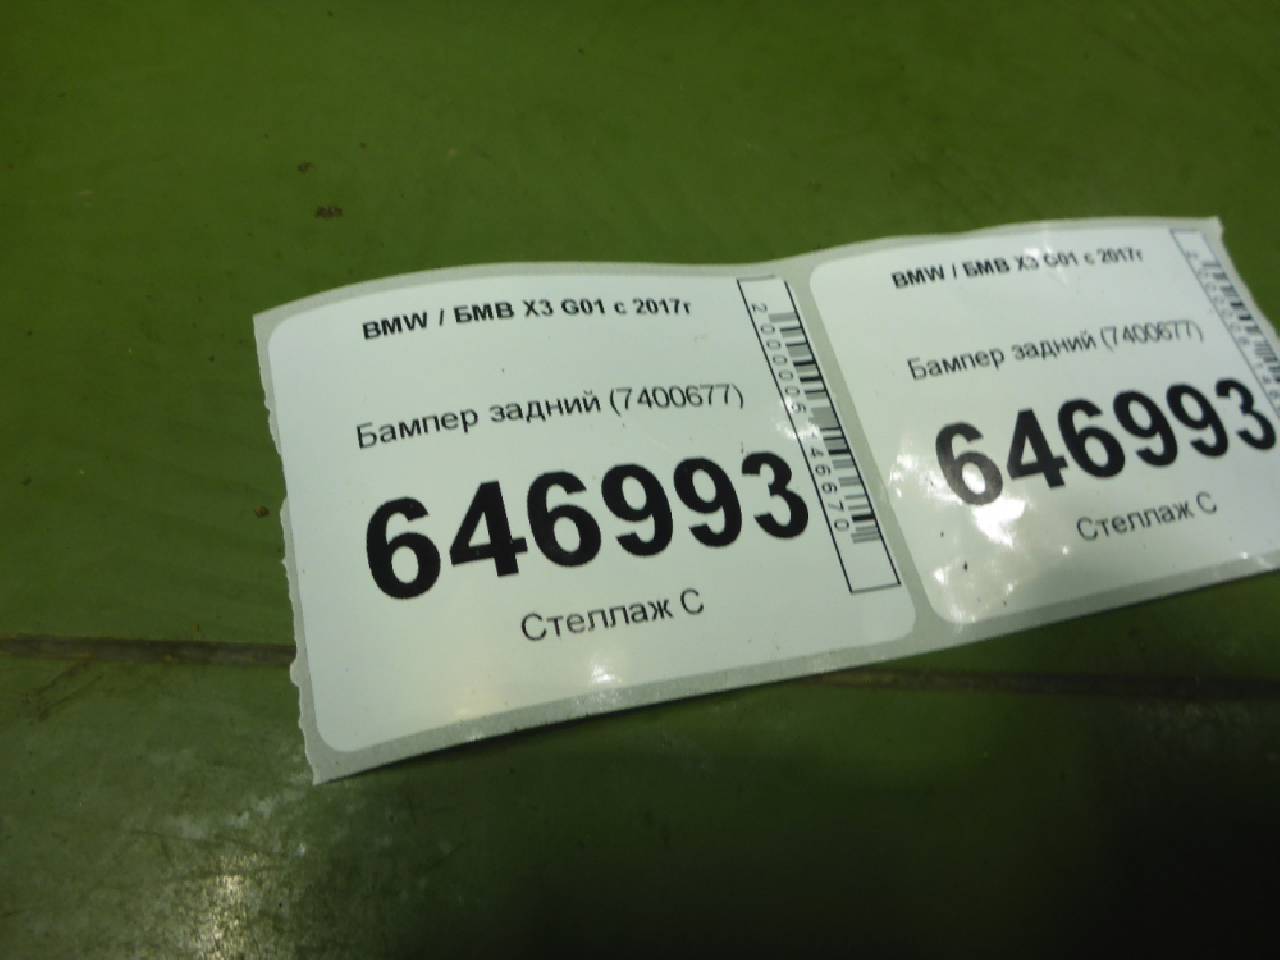 BMW / БМВ X3 G01 с 2017г
Бампер задний (7400677)
646993
Стеллаж С
BMW / БМВ X3 G01 с 2017г
Бампер задний (7400677)
646993
Стеллаж С